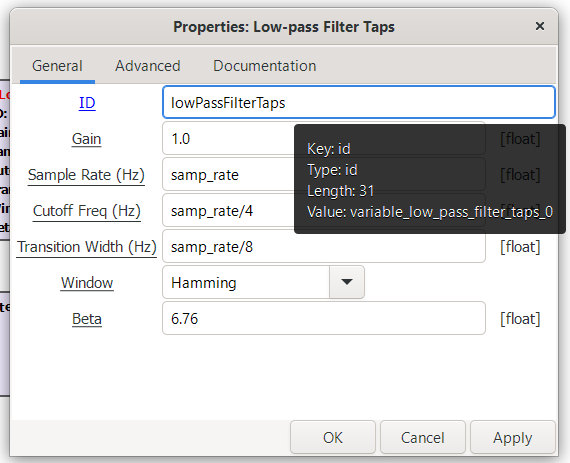 Properties: Low-pass Filter Taps
×
General Advanced Documentation
ID lowPassFilterTaps
Gain 1.0 [float]
Key: id
Type: id
Length: 31
Value: variable_low_pass_filter_taps_0
Sample Rate (Hz) samp_rate
Cutoff Freq (Hz) samp_rate/4
Transition Width (Hz) samp_rate/8 [float]
Window Hamming
Beta 6.76 [float]
OK Cancel Apply